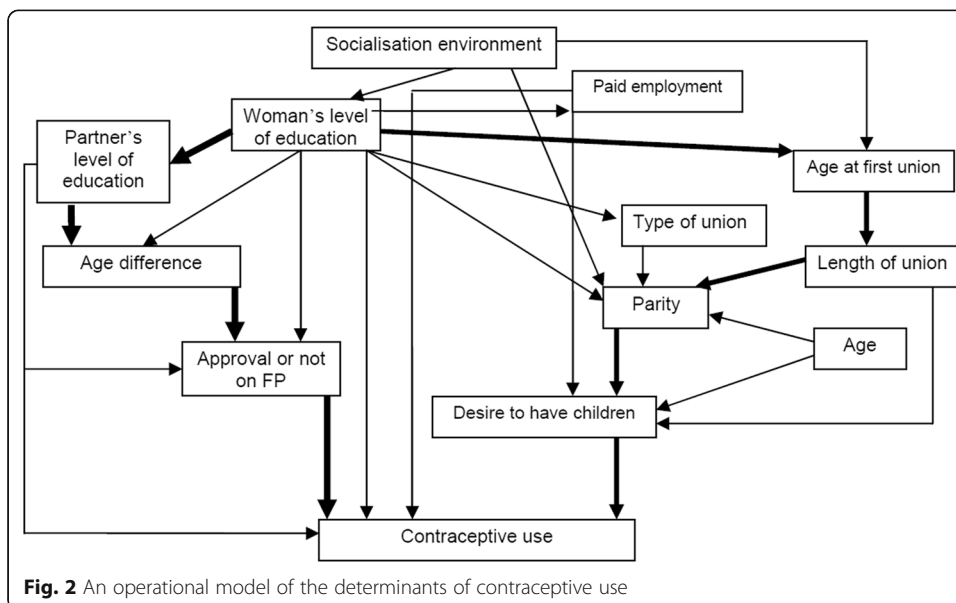 Socialisation environment
Paid employment
Woman's level
of education
Partner's
level of
education
Age at first union
Type of union
Age difference
Length of union
Parity
Age
Approval or not
on FP
Desire to have children
Contraceptive use
Fig. 2 An operational model of the determinants of contraceptive use